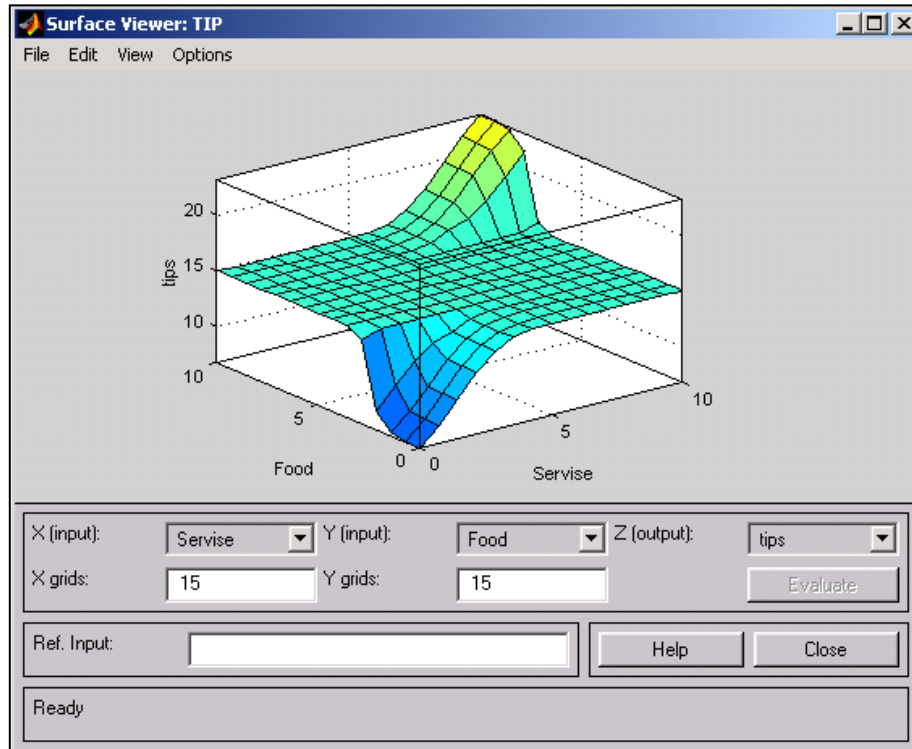 Surface Viewer: TIP
File Edit View Options
20
15
10
tips
10
5
0
0
5
10
Food
Servise
X (input): Servise Y (input): Food Z (output): tips
X grids: 15 Y grids: 15 Evaluate
Ref. Input: Help Close
Ready